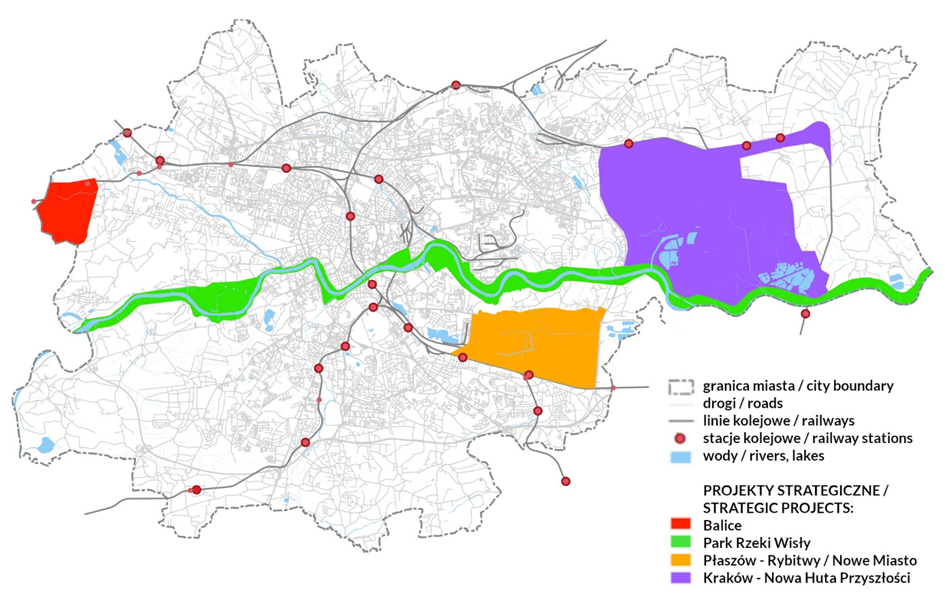 granica miasta / city boundary
drogi / roads
linie kolejowe / railways
stacje kolejowe / railway stations
wody / rivers, lakes
PROJEKTY STRATEGICZNE /
STRATEGIC PROJECTS:
Balice
Park Rzeki Wisły
Płaszów - Rybitwy / Nowe Miasto
Kraków - Nowa Huta Przyszłości